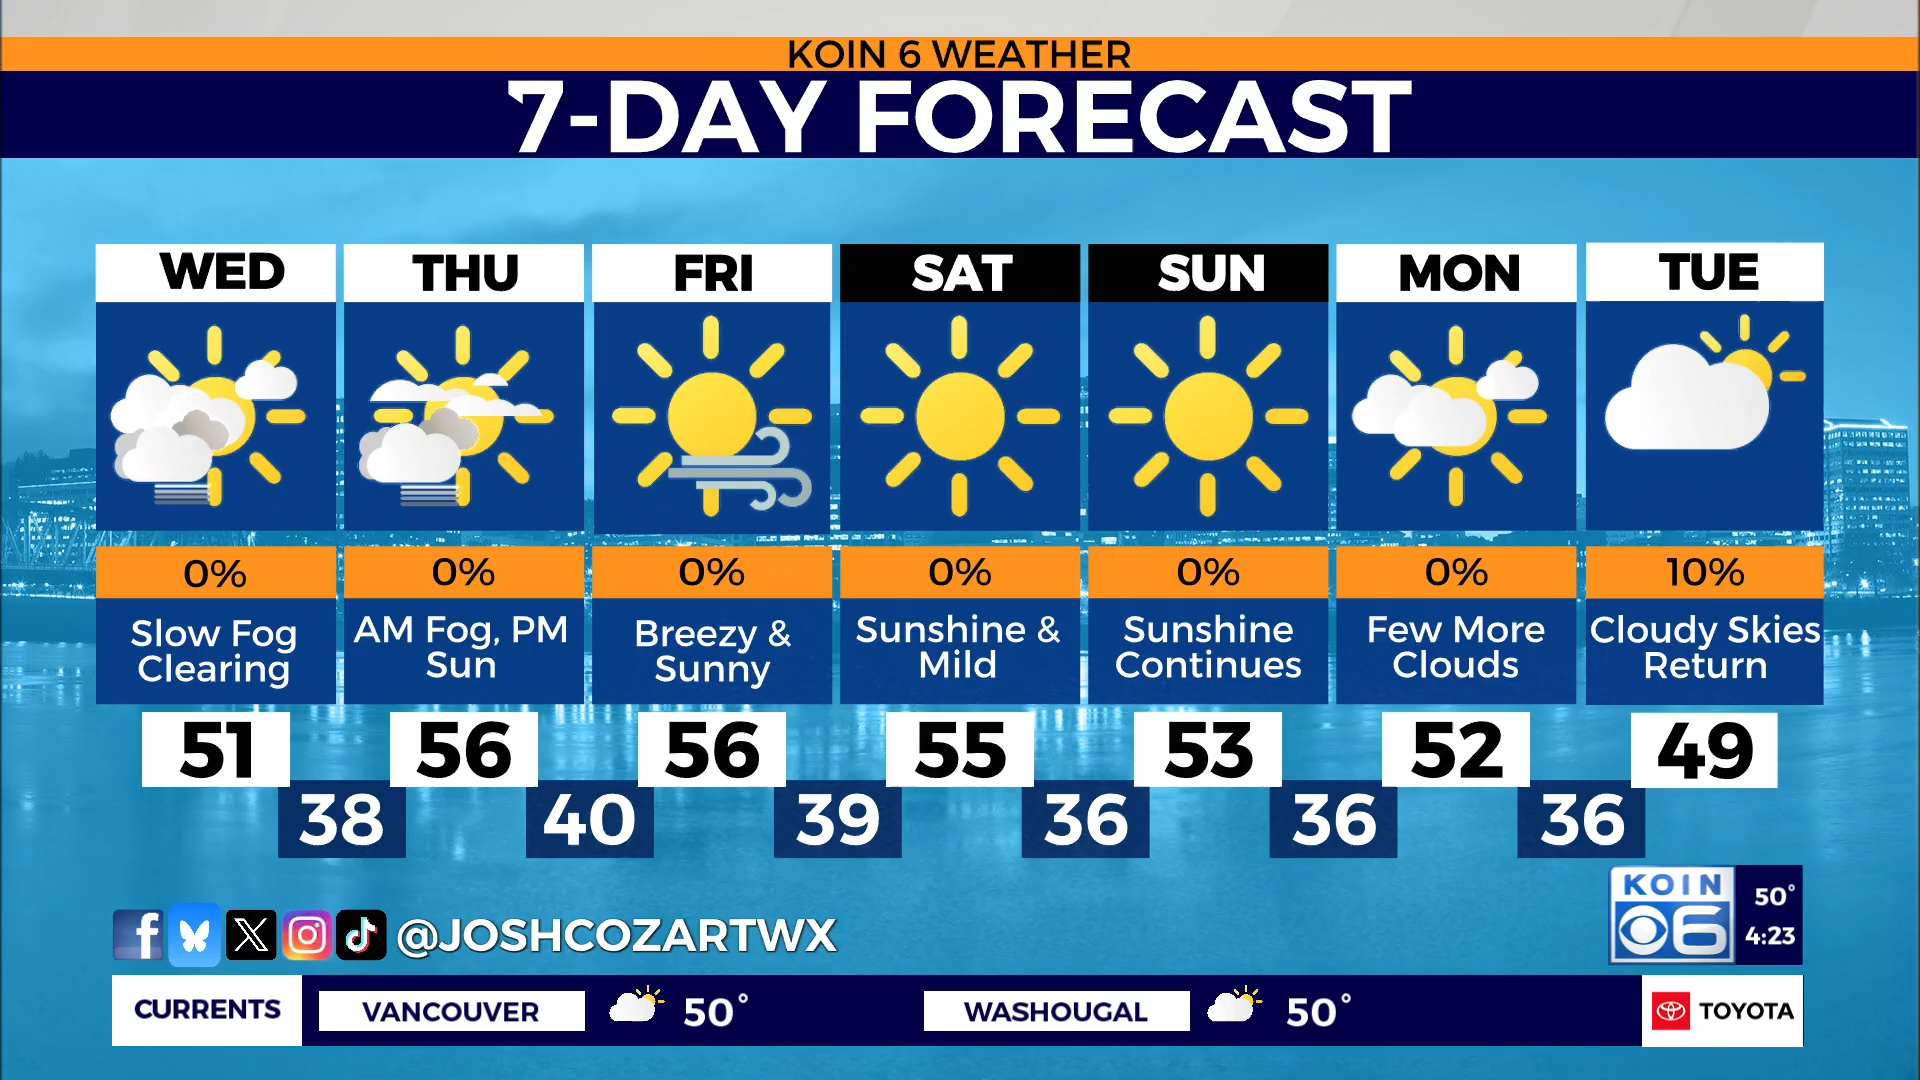 KOIN 6 WEATHER
7-DAY FORECAST
WED THU FRI SAT SUN MON TUE
0% 0% 0% 0% 0% 0% 10%
Slow Fog
Clearing
AM Fog, PM
Sun
Breezy &
Sunny
Sunshine &
Mild
Sunshine
Continues
Few More
Clouds
Cloudy Skies
Return
51 56 56 55 53 52 49
38 40 39 36 36 36
@JOSHCOZARTWX
KOIN
6
50°
4:23
CURRENTS VANCOUVER 50° WASHOUGAL 50° TOYOTA